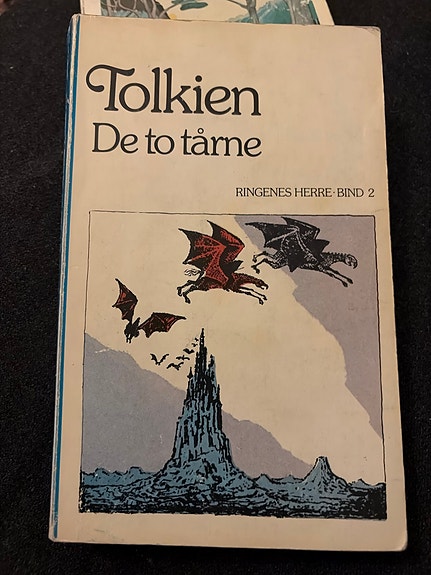 Tolkien
De to tårne
RINGENES HERRE·BIND 2